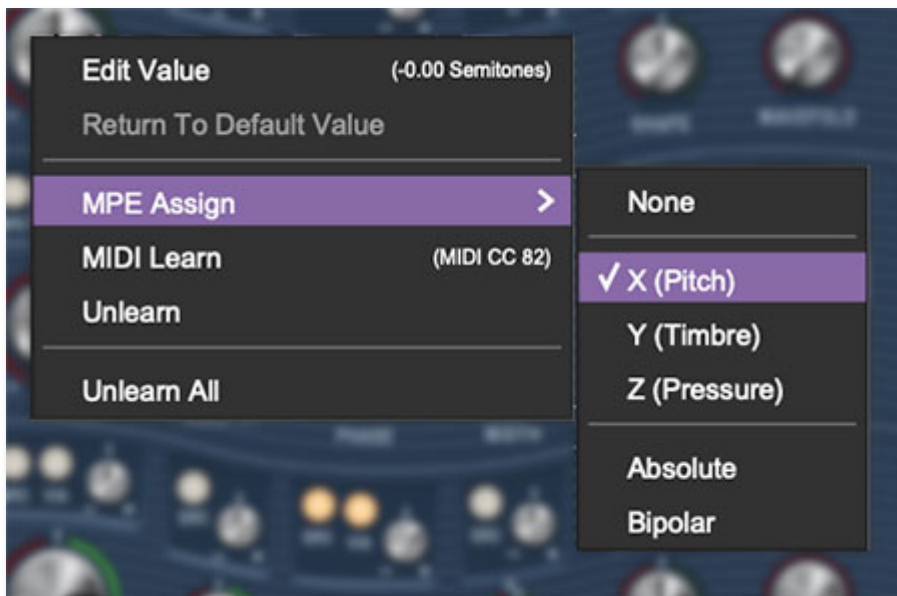 Edit Value (-0.00 Semitones)
Return To Default Value
MPE Assign >
MIDI Learn (MIDI CC 82)
Unlearn
Unlearn All
None
✓ X (Pitch)
Y (Timbre)
Z (Pressure)
Absolute
Bipolar